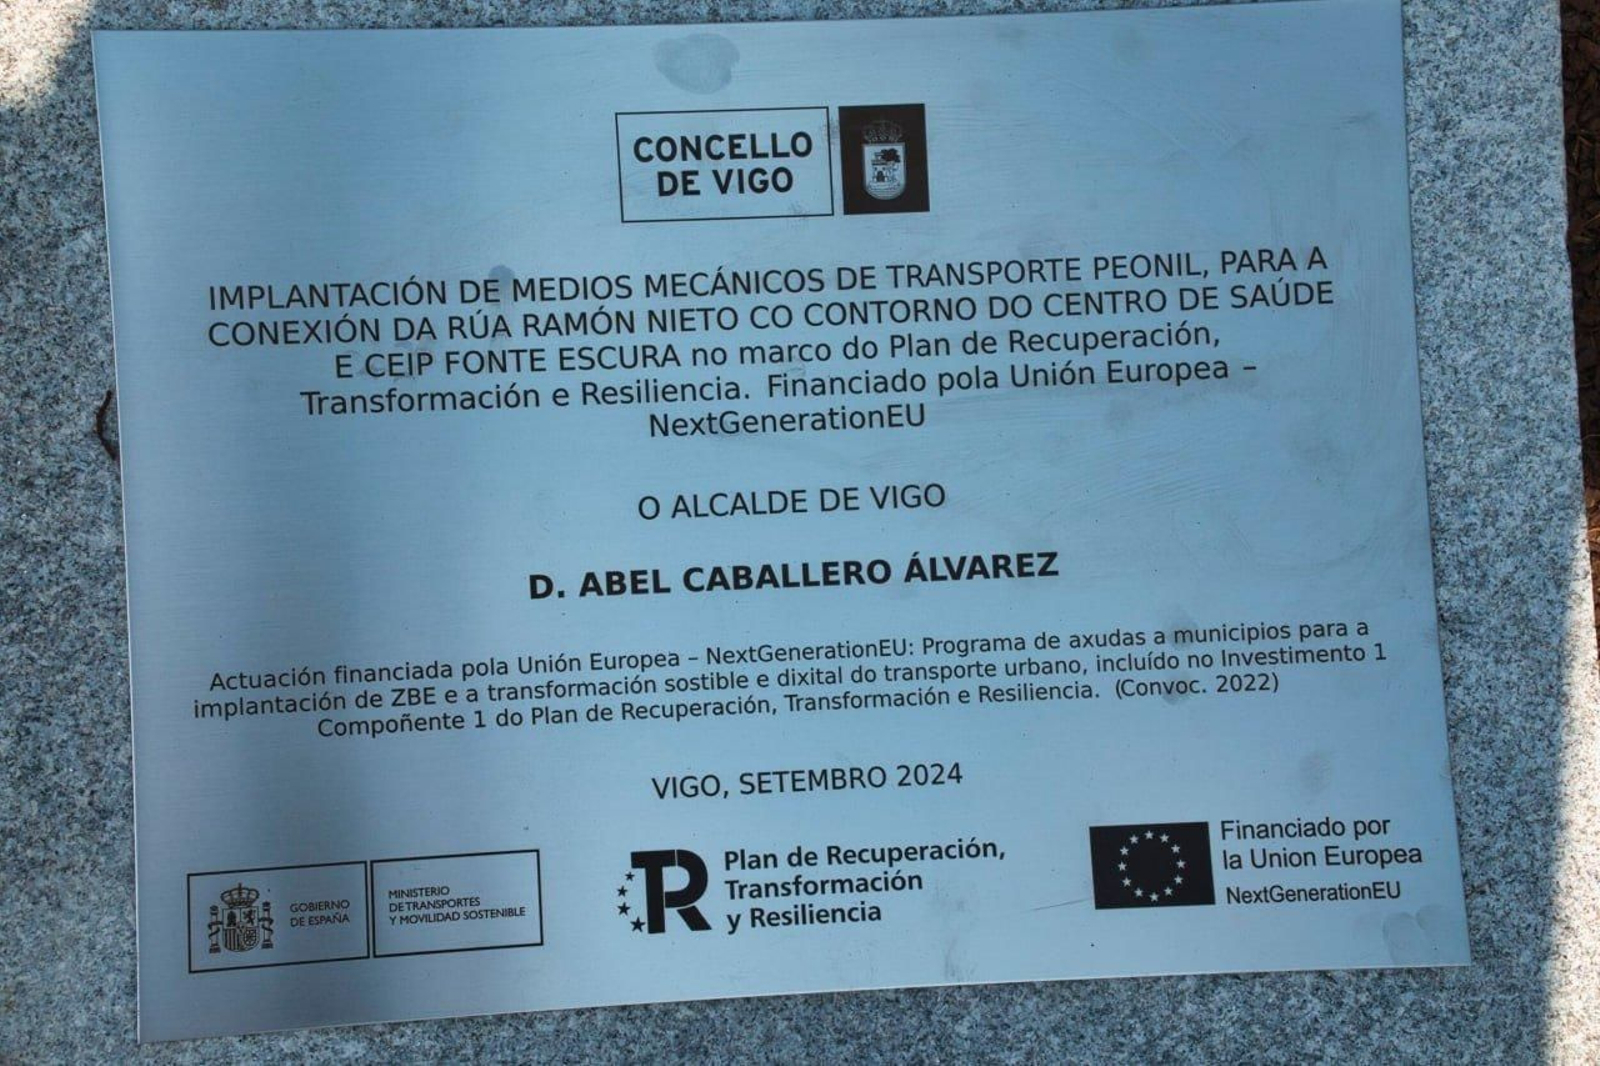 CONCELLO
DE VIGO
IMPLANTACIÓN DE MEDIOS MECÁNICOS DE TRANSPORTE PEONIL, PARA A
CONEXIÓN DA RÚA RAMÓN NIETO CO CONTORNO DO CENTRO DE SAÚDE
E CEIP FONTE ESCURA no marco do Plan de Recuperación,
Transformación e Resiliencia. Financiado pola Unión Europea –
NextGenerationEU
O ALCALDE DE VIGO
D. ABEL CABALLERO ÁLVAREZ
Actuación financiada pola Unión Europea – NextGenerationEU: Programa de axudas a municipios para a
implantación de ZBE e a transformación sostible e dixital do transporte urbano, incluído no Investimento 1
Compoñente 1 do Plan de Recuperación, Transformación e Resiliencia. (Convoc. 2022)
VIGO, SETEMBRO 2024
GOBIERNO
DE ESPAÑA
MINISTERIO
DE TRANSPORTES
Y MOVILIDAD SOSTENIBLE
TR
Plan de Recuperación,
Transformación
y Resiliencia
Financiado por
la Union Europea
NextGenerationEU